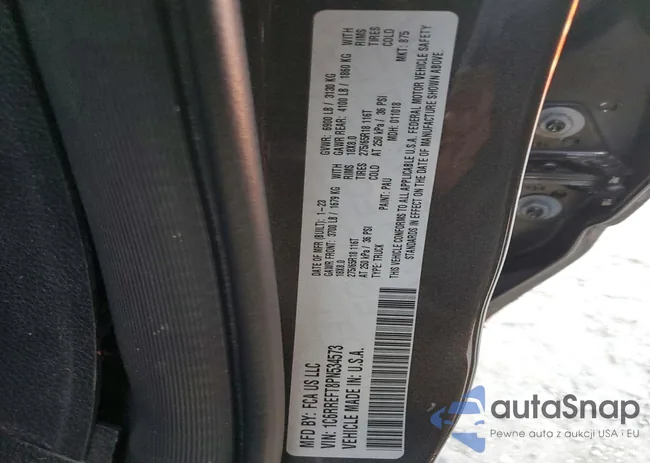 MFD BY: FCA US LLC
DATE OF MFR (BUILT): 1-23
GVWR: 6900 LB / 3130 KG
GAWR FRONT: 3700 LB / 1679 KG
WITH
GAWR REAR: 4100 LB / 1860 KG
WITH
18X8.0
RIMS
18X8.0
RIMS
275/65R18 116T
TIRES
275/65R18 116T
TIRES
AT 250 kPa / 36 PSI
COLD
AT 250 kPa / 36 PSI
COLD
TYPE: TRUCK
PAINT: PAU
MDH: 011018
MKT: 875
VIN: 1C6RREFT8PN534573
THIS VEHICLE CONFORMS TO ALL APPLICABLE U.S.A. FEDERAL MOTOR VEHICLE SAFETY
VEHICLE MADE IN: U.S.A.
STANDARDS IN EFFECT ON THE DATE OF MANUFACTURE SHOWN ABOVE.
autoSnap
Pewne auto z aukcji USA i EU